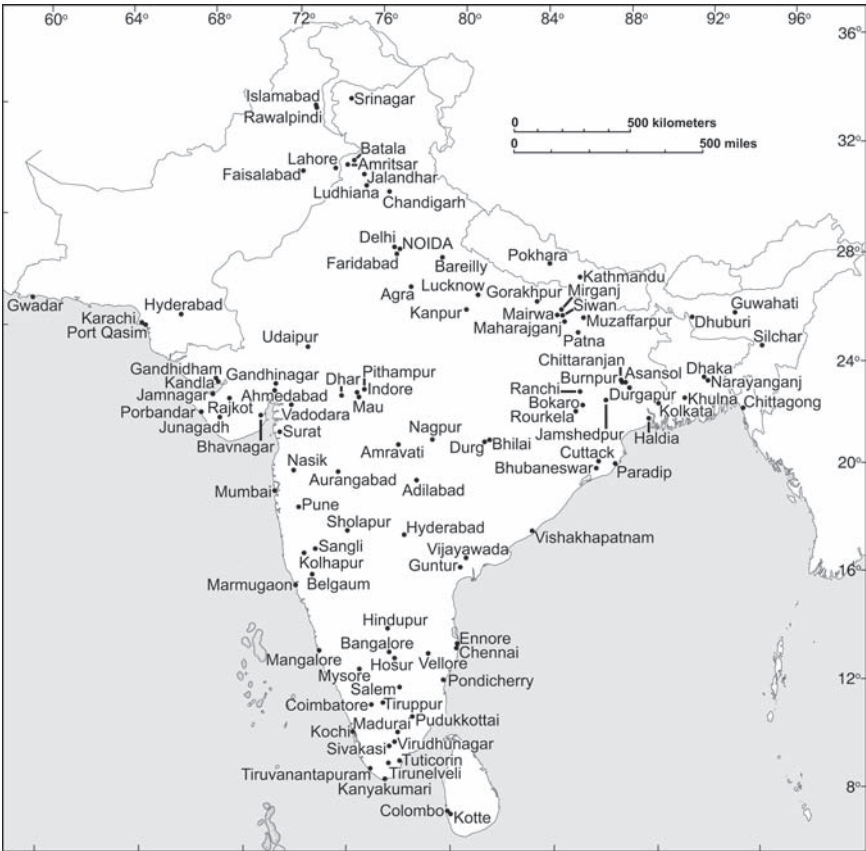 60° 64° 68° 72° 76° 80° 84° 88° 92° 96°
36°
Islamabad
Srinagar
Rawalpindi
0 500 kilometers
0 500 miles
32°
Batala
Lahore
Amritsar
Faisalabad
Jalandhar
Ludhiana
Chandigarh
Delhi
NOIDA
Faridabad
Bareilly
Pokhara
28°
Kathmandu
Agra
Lucknow
Gorakhpur
Mirganj
Gwadar
Hyderabad
Siwan
Guwahati
Karachi
Kanpur
Mairwa
Muzaffarpur
Dhuburi
Port Qasim
Maharajganj
Udaipur
Patna
Silchar
24°
Chittaranjan
Gandhidham
Gandhinagar
Dhar
Pithampur
Burnpur
Asansol
Dhaka
Kandla
Indore
Ranchi
Narayanganj
Jamnagar
Ahmedabad
Bokaro
Durgapur
Khulna
Rajkot
Mau
Kolkata
Chittagong
Porbandar
Vadodara
Rourkela
Junagadh
Surat
Nagpur
Jamshedpur
Haldia
Bhavnagar
Amravati
Durg
Bhilai
Cuttack
20°
Nasik
Bhubaneswar
Paradip
Aurangabad
Adilabad
Mumbai
Pune
Sholapur
Hyderabad
Vishakhapatnam
Sangli
Vijayawada
Kolhapur
Guntur
16°
Marmugaon
Belgaum
Hindupur
Bangalore
Ennore
Chennai
Mangalore
Hosur
Vellore
Mysore
12°
Salem
Pondicherry
Coimbatore
Tiruppur
Madurai
Pudukkottai
Kochi
Virudhunagar
Sivakasi
Tuticorin
Tiruvanantapuram
Tirunelveli
8°
Kanyakumari
Colombo
Kotte